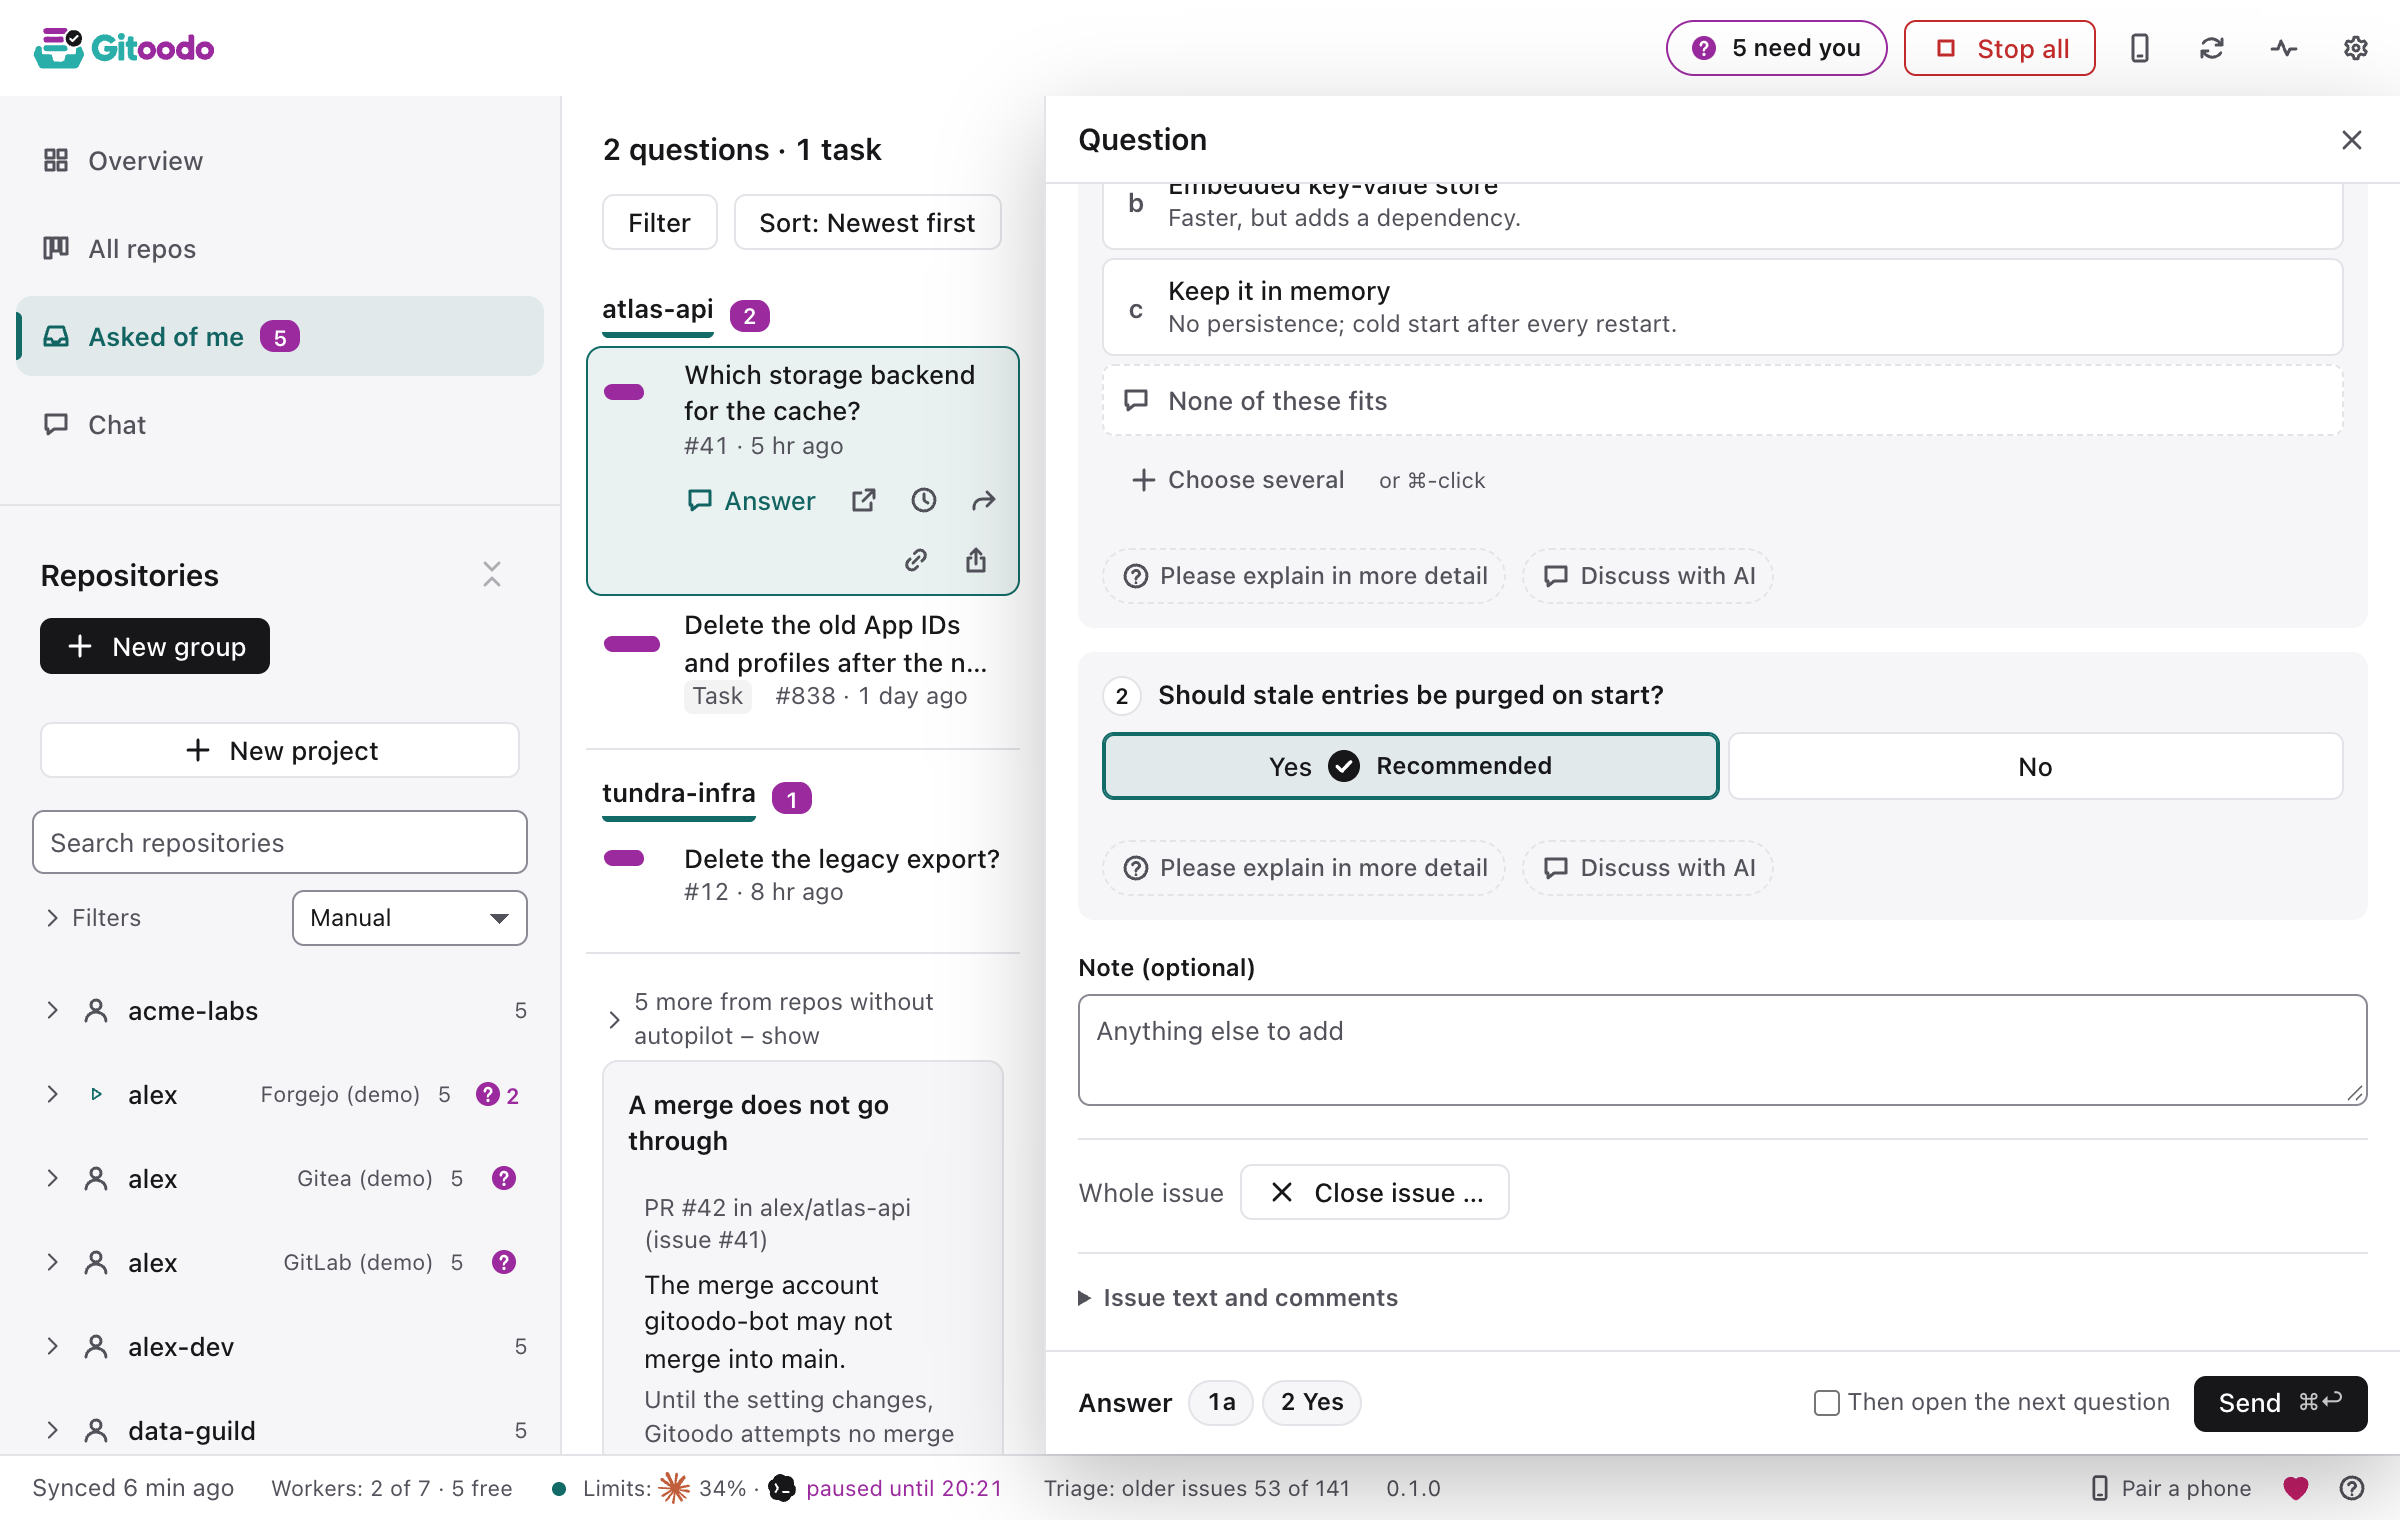 Gitoodo
5 need you
Stop all
Overview
All repos
Asked of me 5
Chat
Repositories
New group
New project
Search repositories
Filters
Manual
acme-labs 5
alex Forgejo (demo) 5 2
alex Gitea (demo) 5
alex GitLab (demo) 5
alex-dev 5
data-guild 5
2 questions · 1 task
Filter
Sort: Newest first
atlas-api 2
Which storage backend
for the cache?
#41 · 5 hr ago
Answer
Delete the old App IDs
and profiles after the n...
Task #838 · 1 day ago
tundra-infra 1
Delete the legacy export?
#12 · 8 hr ago
5 more from repos without
autopilot – show
A merge does not go
through
PR #42 in alex/atlas-api
(issue #41)
The merge account
gitoodo-bot may not
merge into main.
Until the setting changes,
Gitoodo attempts no merge
Question
b Embedded key-value store
Faster, but adds a dependency.
c Keep it in memory
No persistence; cold start after every restart.
None of these fits
Choose several or ⌘-click
Please explain in more detail
Discuss with AI
2 Should stale entries be purged on start?
Yes Recommended
No
Please explain in more detail
Discuss with AI
Note (optional)
Anything else to add
Whole issue
Close issue ...
Issue text and comments
Answer 1a 2 Yes
Then open the next question
Send ⌘↩
Synced 6 min ago
Workers: 2 of 7 · 5 free
Limits: 34% · paused until 20:21
Triage: older issues 53 of 141
0.1.0
Pair a phone